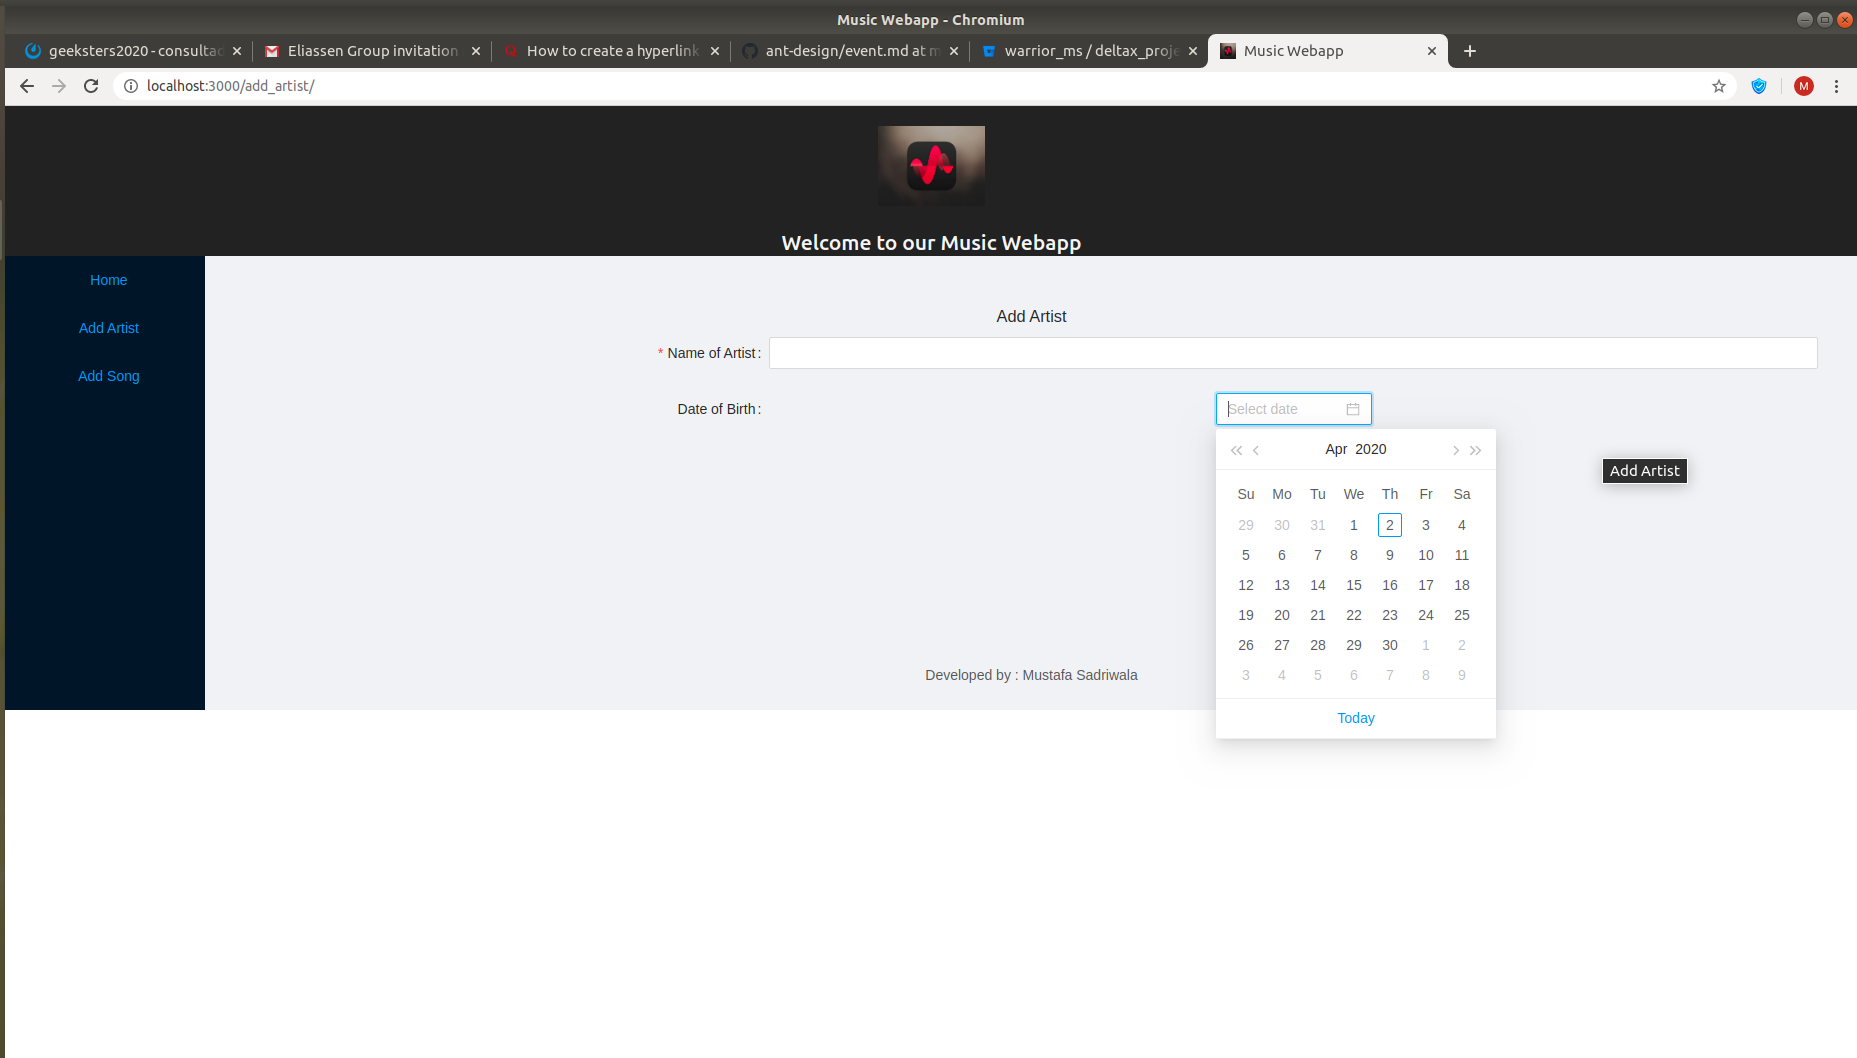 Music Webapp - Chromium
geeksters2020 - consultad
Eliassen Group invitation
How to create a hyperlink
ant-design/event.md at m
warrior_ms / deltax_proje
Music Webapp
localhost:3000/add_artist/
M
Welcome to our Music Webapp
Home
Add Artist
Add Song
Add Artist
* Name of Artist:
Date of Birth:
Select date
Apr 2020
Su Mo Tu We Th Fr Sa
29 30 31 1 2 3 4
5 6 7 8 9 10 11
12 13 14 15 16 17 18
19 20 21 22 23 24 25
26 27 28 29 30 1 2
3 4 5 6 7 8 9
Today
Add Artist
Developed by : Mustafa Sadriwala